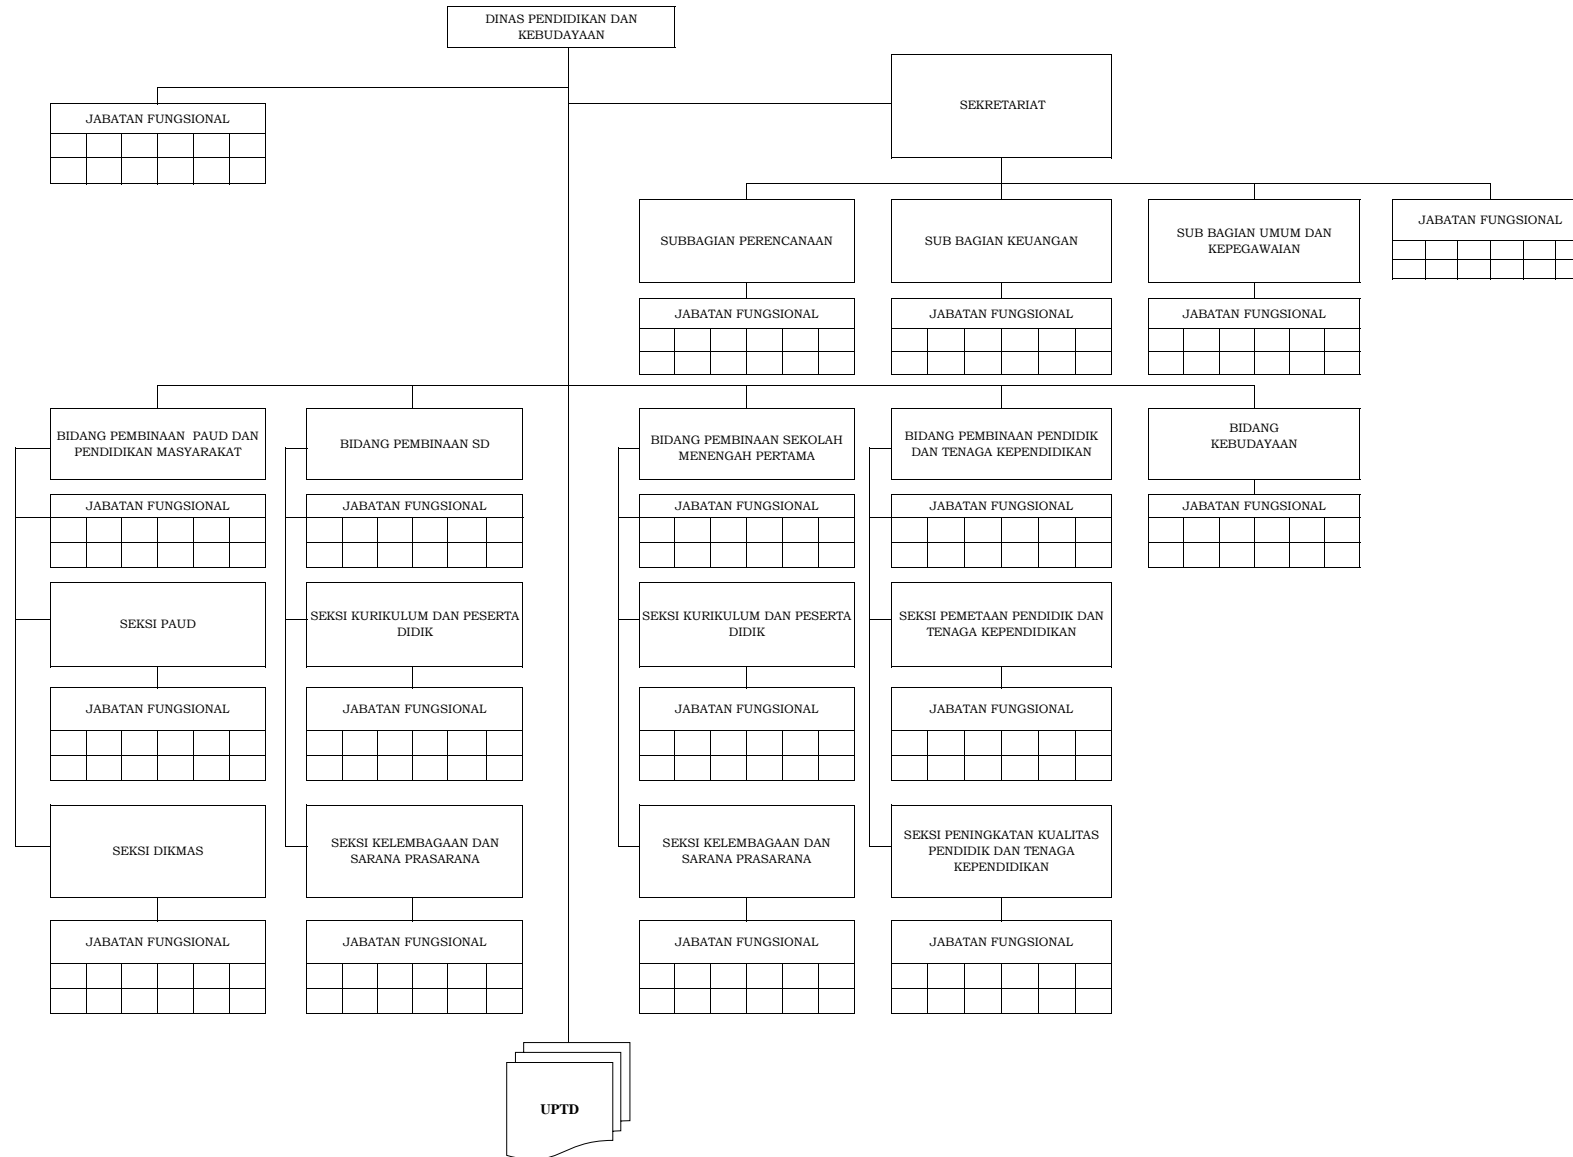 DINAS PENDIDIKAN DAN
KEBUDAYAAN
SEKRETARIAT
JABATAN FUNGSIONAL
SUBBAGIAN PERENCANAAN
SUB BAGIAN KEUANGAN
SUB BAGIAN UMUM DAN
KEPEGAWAIAN
JABATAN FUNGSIONAL
JABATAN FUNGSIONAL
JABATAN FUNGSIONAL
JABATAN FUNGSIONAL
BIDANG PEMBINAAN PAUD DAN
PENDIDIKAN MASYARAKAT
BIDANG PEMBINAAN SD
BIDANG PEMBINAAN SEKOLAH
MENENGAH PERTAMA
BIDANG PEMBINAAN PENDIDIK
DAN TENAGA KEPENDIDIKAN
BIDANG
KEBUDAYAAN
JABATAN FUNGSIONAL
JABATAN FUNGSIONAL
JABATAN FUNGSIONAL
JABATAN FUNGSIONAL
JABATAN FUNGSIONAL
SEKSI PAUD
SEKSI KURIKULUM DAN PESERTA
DIDIK
SEKSI KURIKULUM DAN PESERTA
DIDIK
SEKSI PEMETAAN PENDIDIK DAN
TENAGA KEPENDIDIKAN
JABATAN FUNGSIONAL
JABATAN FUNGSIONAL
JABATAN FUNGSIONAL
JABATAN FUNGSIONAL
SEKSI DIKMAS
SEKSI KELEMBAGAAN DAN
SARANA PRASARANA
SEKSI KELEMBAGAAN DAN
SARANA PRASARANA
SEKSI PENINGKATAN KUALITAS
PENDIDIK DAN TENAGA
KEPENDIDIKAN
JABATAN FUNGSIONAL
JABATAN FUNGSIONAL
JABATAN FUNGSIONAL
JABATAN FUNGSIONAL
UPTD